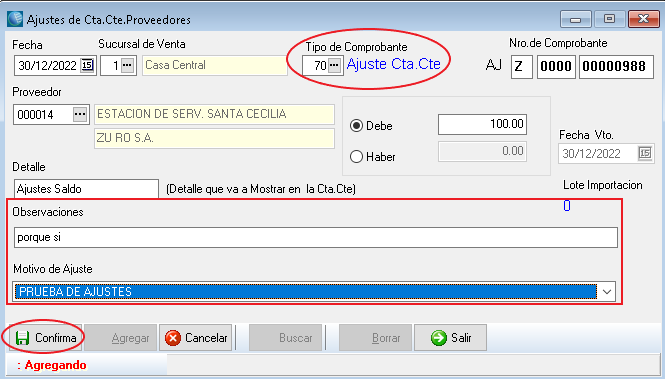 Ajustes de Cta.Cte.Proveedores
Fecha Sucursal de Venta Tipo de Comprobante Nro.de Comprobante
30/12/2022 15 1 ... Casa Central 70 ... Ajuste Cta.Cte AJ Z 0000 00000988
Proveedor
000014 ... ESTACION DE SERV. SANTA CECILIA
ZU RO S.A.
Debe 100.00
Haber 0.00
Fecha Vto.
30/12/2022 15
Detalle
Ajustes Saldo (Detalle que va a Mostrar en la Cta.Cte)
Lote Importacion
0
Observaciones
porque si
Motivo de Ajuste
PRUEBA DE AJUSTES
Confirma Agregar Cancelar Buscar Borrar Salir
: Agregando